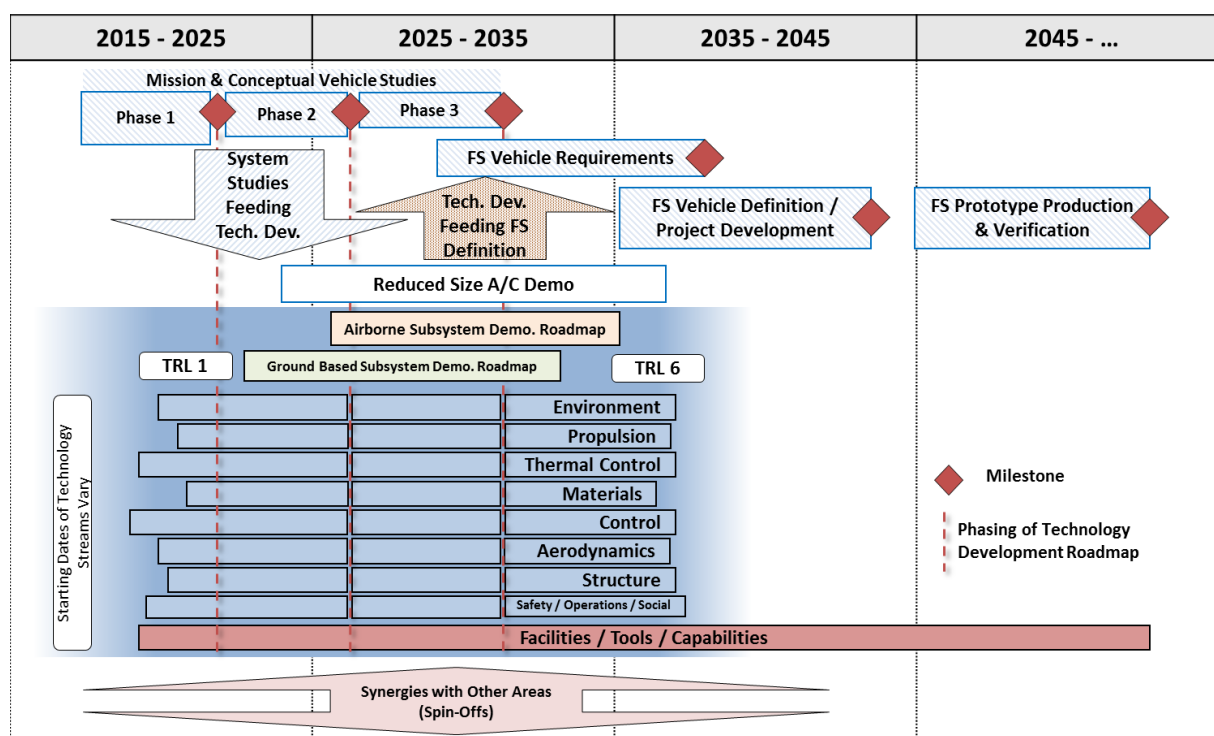 2015 - 2025
2025 - 2035
2035 - 2045
2045 - ...
Mission & Conceptual Vehicle Studies
Phase 1
Phase 2
Phase 3
FS Vehicle Requirements
System
Studies
Feeding
Tech. Dev.
Tech. Dev.
Feeding FS
Definition
FS Vehicle Definition /
Project Development
FS Prototype Production
& Verification
Reduced Size A/C Demo
Airborne Subsystem Demo. Roadmap
TRL 1
Ground Based Subsystem Demo. Roadmap
TRL 6
Starting Dates of Technology
Streams Vary
Environment
Propulsion
Thermal Control
Materials
Control
Aerodynamics
Structure
Safety / Operations / Social
Facilities / Tools / Capabilities
Milestone
Phasing of Technology
Development Roadmap
Synergies with Other Areas
(Spin-Offs)